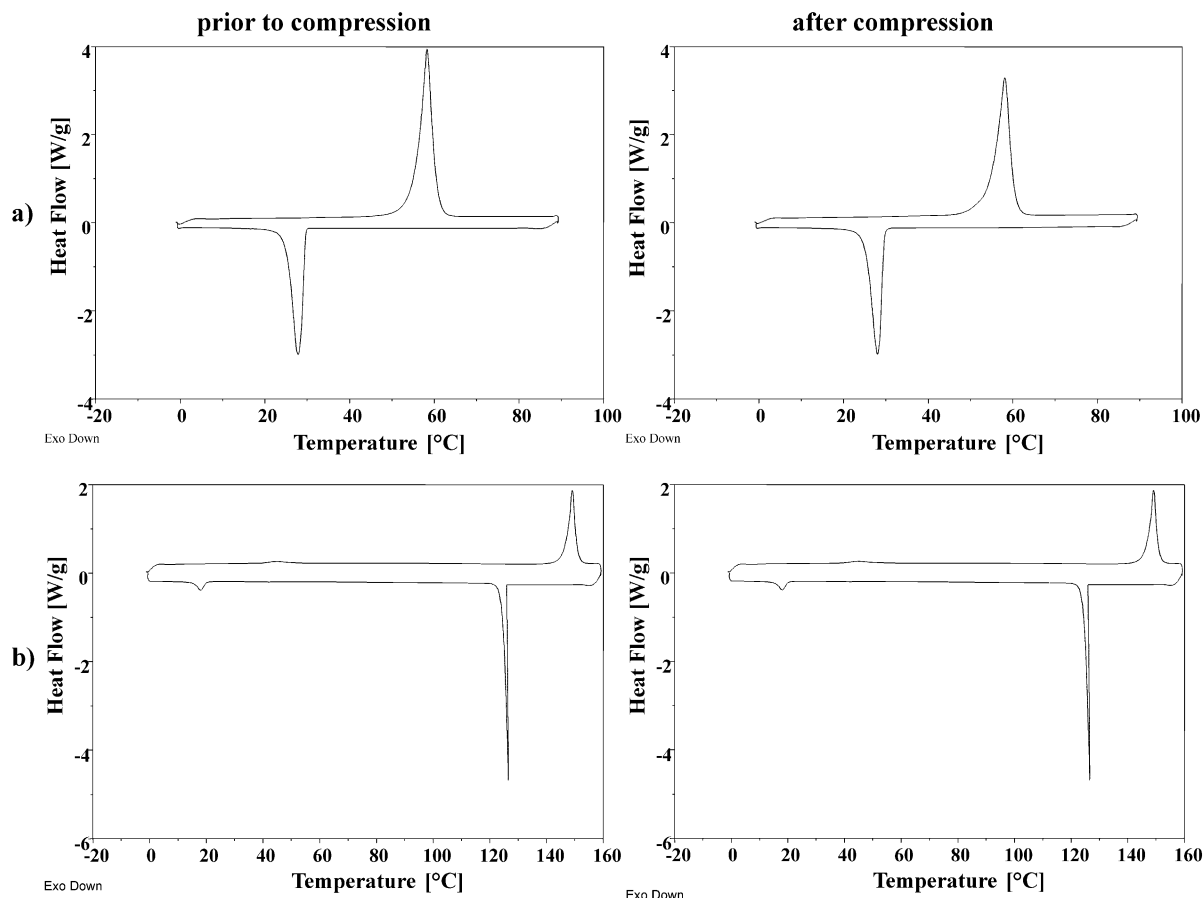 prior to compression
after compression
a)
Heat Flow [W/g]
4
2
0
-2
-4
-20 0 20 40 60 80 100
Exo Down
Temperature [°C]
Heat Flow [W/g]
4
2
0
-2
-4
-20 0 20 40 60 80 100
Exo Down
Temperature [°C]
b)
Heat Flow [W/g]
2
0
-2
-4
-6
-20 0 20 40 60 80 100 120 140 160
Exo Down
Temperature [°C]
Heat Flow [W/g]
2
0
-2
-4
-6
-20 0 20 40 60 80 100 120 140 160
Exo Down
Temperature [°C]